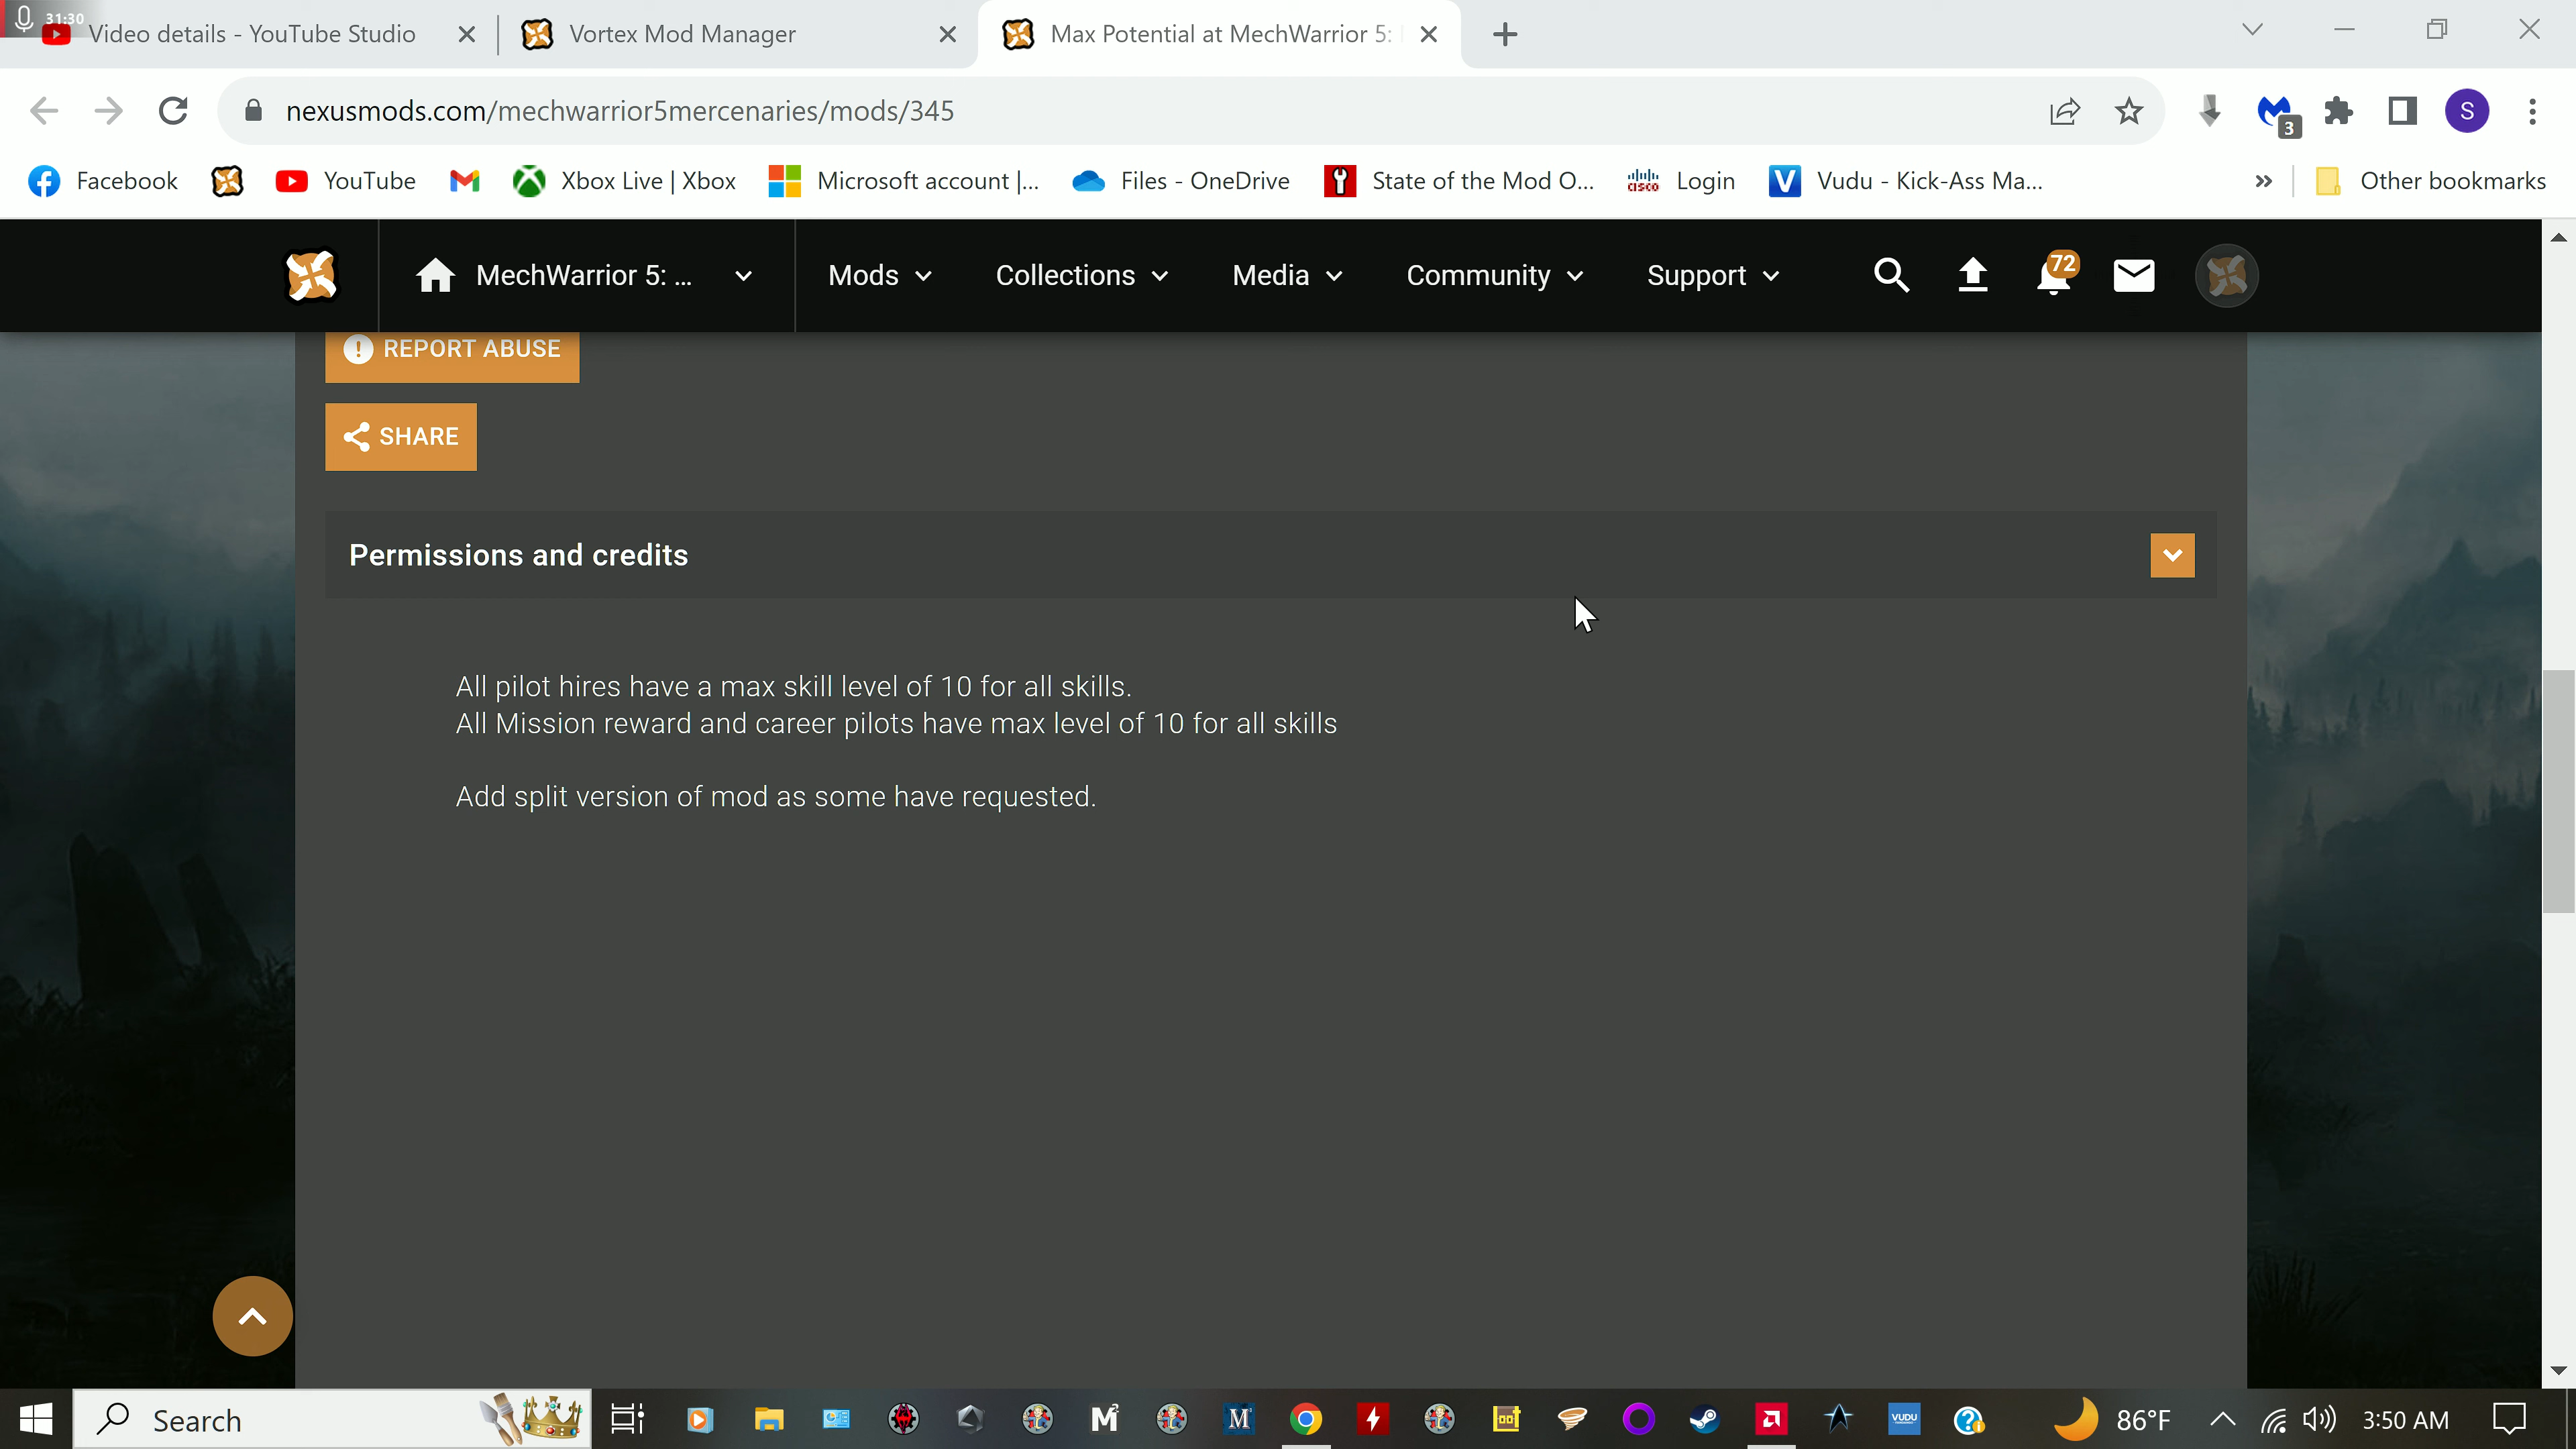 31:30
Video details - YouTube Studio
Vortex Mod Manager
Max Potential at MechWarrior 5:
nexusmods.com/mechwarrior5mercenaries/mods/345
3
S
Facebook
YouTube
Xbox Live | Xbox
Microsoft account |...
Files - OneDrive
State of the Mod O...
CISCO
Login
V
Vudu - Kick-Ass Ma...
»
Other bookmarks
MechWarrior 5: ...
Mods
Collections
Media
Community
Support
72
REPORT ABUSE
SHARE
Permissions and credits
All pilot hires have a max skill level of 10 for all skills.
All Mission reward and career pilots have max level of 10 for all skills
Add split version of mod as some have requested.
Search
M2
M
VUDU
86°F
3:50 AM